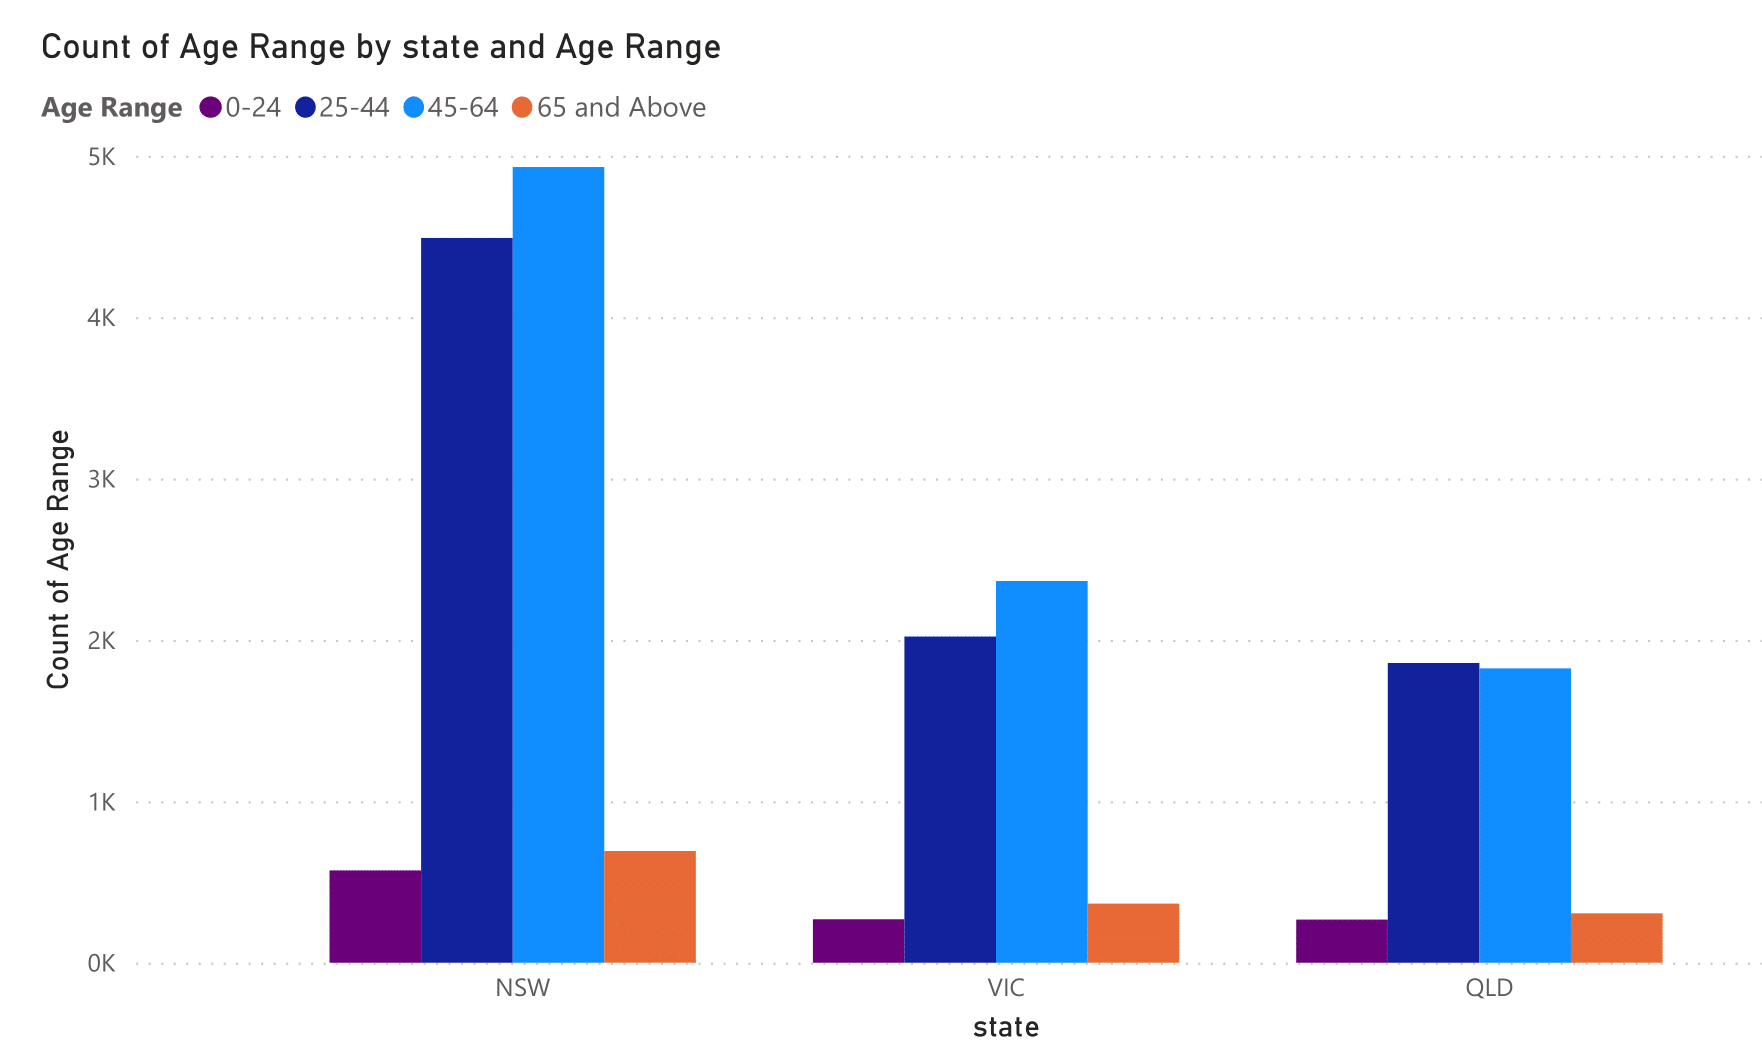 Count of Age Range by state and Age Range
Age Range 0-24 25-44 45-64 65 and Above
5K
4K
3K
2K
1K
0K
Count of Age Range
NSW VIC QLD
state